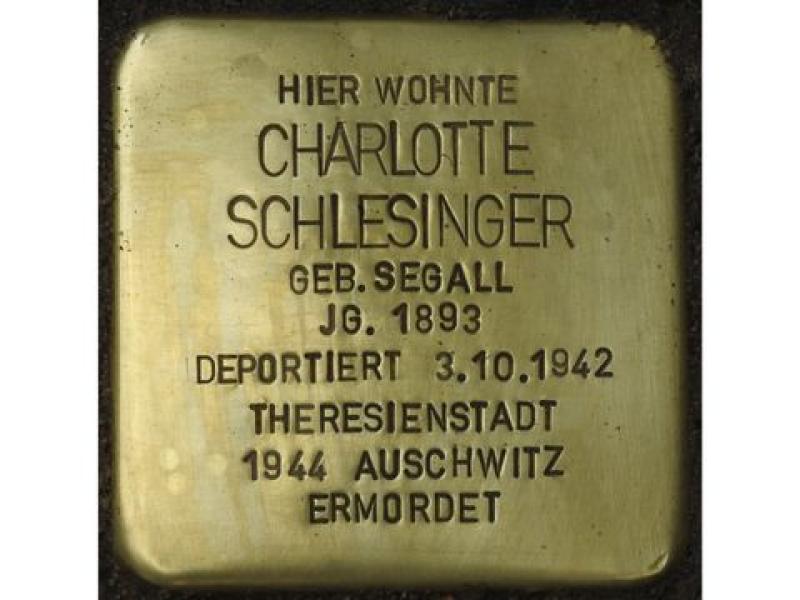 HIER WOHNTE
CHARLOTTE
SCHLESINGER
GEB. SEGALL
JG. 1893
DEPORTIERT 3.10.1942
THERESIENSTADT
1944 AUSCHWITZ
ERMORDET